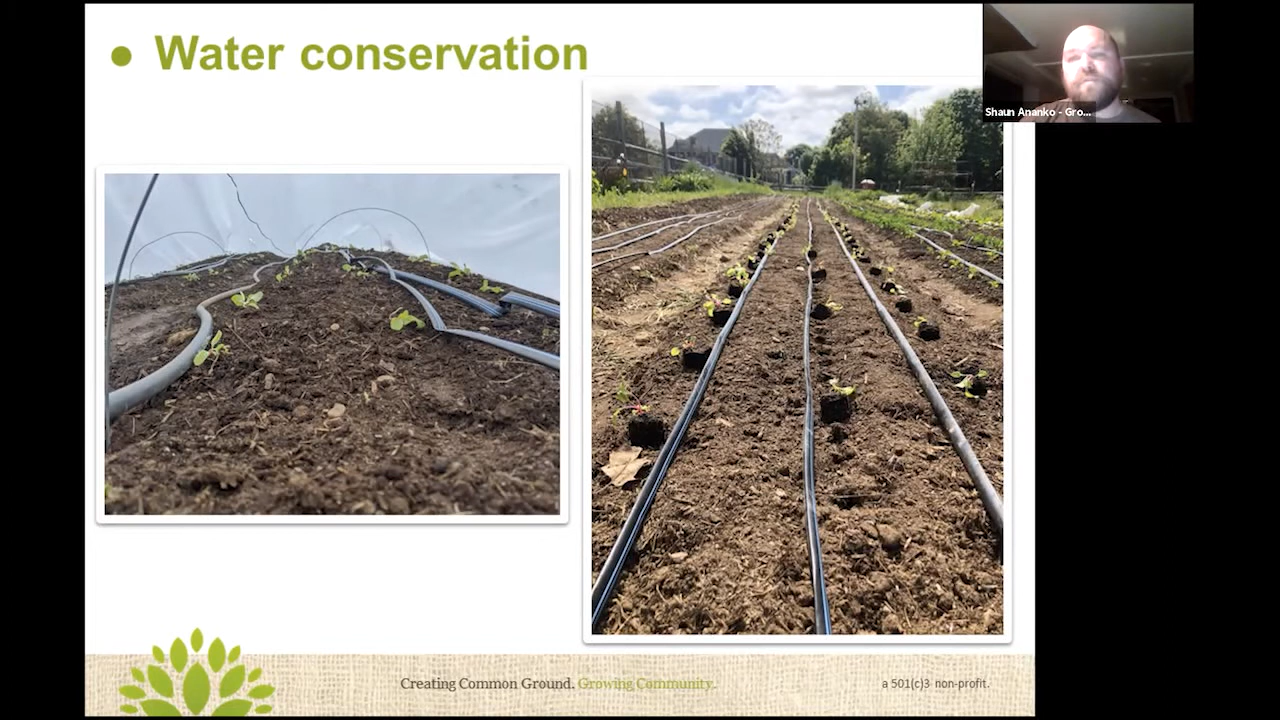 ● Water conservation
Shaun Ananko - Gro...
Creating Common Ground. Growing Community.
a 501(c)3 non-profit.